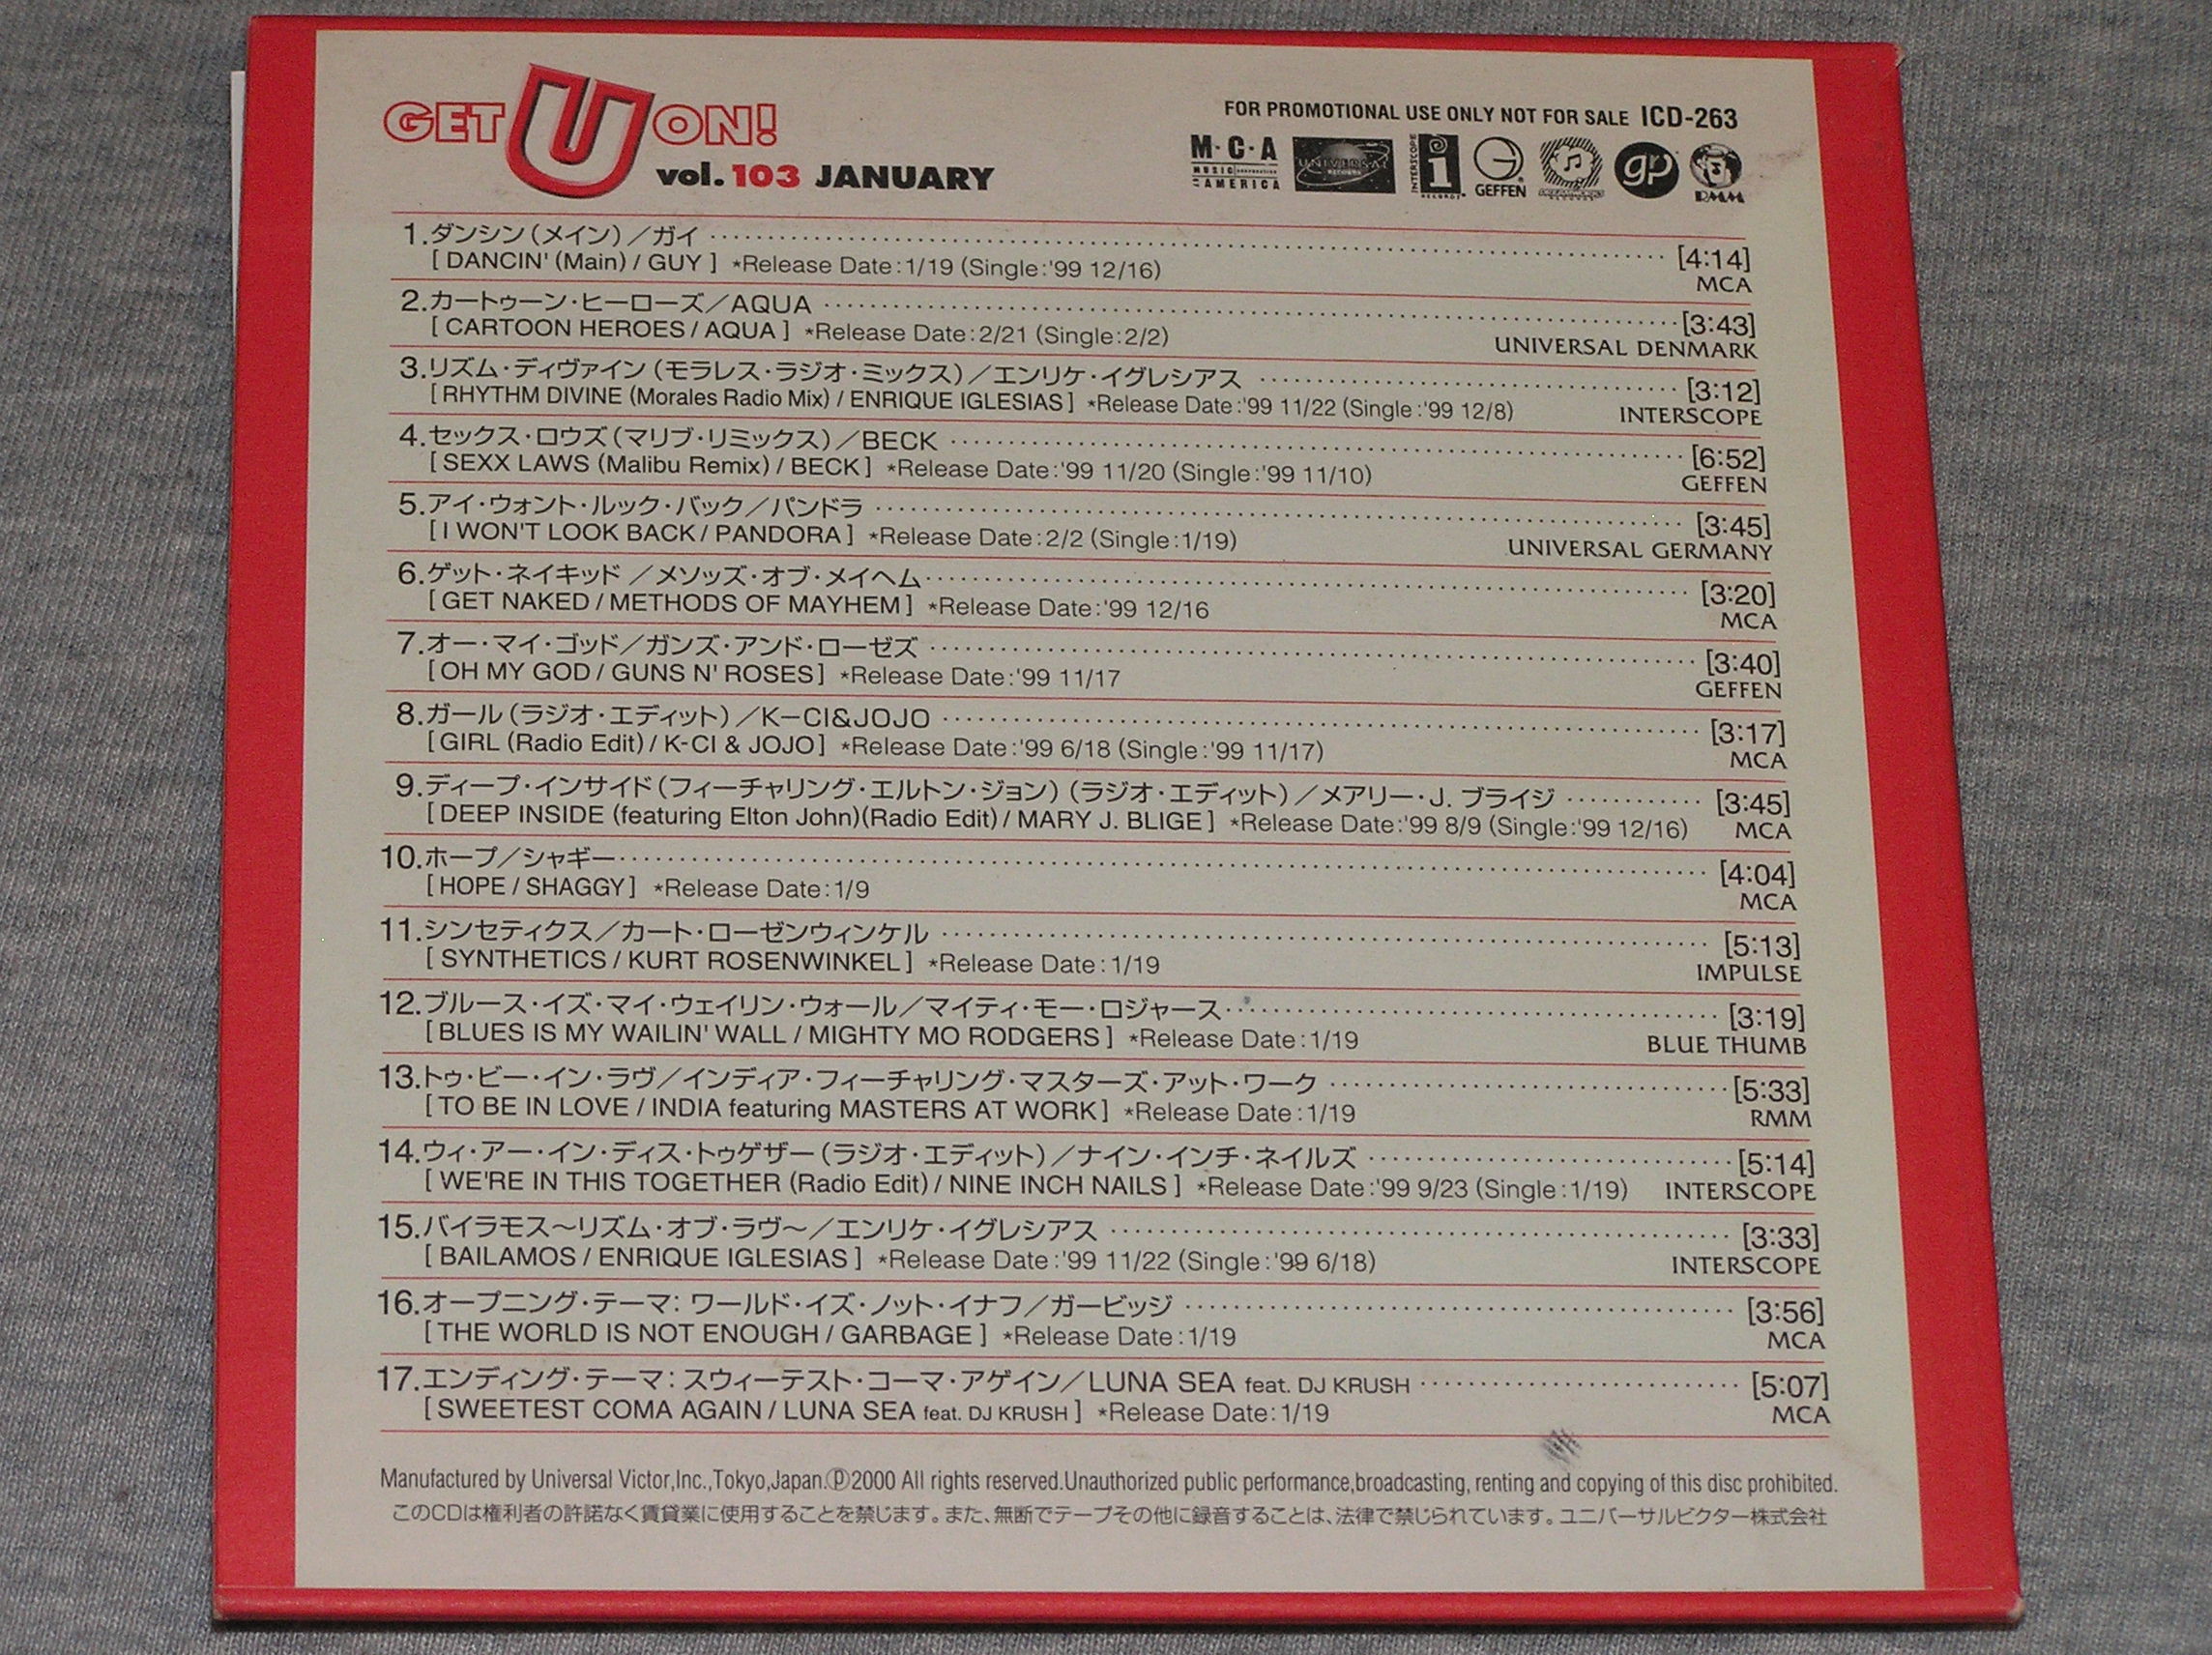 GET U ON!
vol. 103 JANUARY
FOR PROMOTIONAL USE ONLY NOT FOR SALE ICD-263
M·C·A
MUSIC
AMERICA
UNIVERSAL
RECORDS
INTERSCOPE
RECORDS
GEFFEN
grp
RMM
1.ダンシン(メイン)/ガイ [4:14]
[ DANCIN' (Main) / GUY ] *Release Date:1/19 (Single:'99 12/16) MCA
2.カートゥーン・ヒーローズ/AQUA [3:43]
[ CARTOON HEROES / AQUA ] *Release Date:2/21 (Single:2/2) UNIVERSAL DENMARK
3.リズム・ディヴァイン(モラレス・ラジオ・ミックス)/エンリケ・イグレシアス [3:12]
[ RHYTHM DIVINE (Morales Radio Mix) / ENRIQUE IGLESIAS ] *Release Date:'99 11/22 (Single:'99 12/8) INTERSCOPE
4.セックス・ロウズ(マリブ・リミックス)/BECK [6:52]
[ SEXX LAWS (Malibu Remix) / BECK ] *Release Date:'99 11/20 (Single:'99 11/10) GEFFEN
5.アイ・ウォント・ルック・バック/パンドラ [3:45]
[ I WON'T LOOK BACK / PANDORA ] *Release Date:2/2 (Single:1/19) UNIVERSAL GERMANY
6.ゲット・ネイキッド/メソッズ・オブ・メイヘム [3:20]
[ GET NAKED / METHODS OF MAYHEM ] *Release Date:'99 12/16 MCA
7.オー・マイ・ゴッド/ガンズ・アンド・ローゼズ [3:40]
[ OH MY GOD / GUNS N' ROSES ] *Release Date:'99 11/17 GEFFEN
8.ガール(ラジオ・エディット)/K-CI&JOJO [3:17]
[ GIRL (Radio Edit) / K-CI & JOJO ] *Release Date:'99 6/18 (Single:'99 11/17) MCA
9.ディープ・インサイド(フィーチャリング・エルトン・ジョン)(ラジオ・エディット)/メアリー・J. ブライジ [3:45]
[ DEEP INSIDE (featuring Elton John)(Radio Edit) / MARY J. BLIGE ] *Release Date:'99 8/9 (Single:'99 12/16) MCA
10.ホープ/シャギー [4:04]
[ HOPE / SHAGGY ] *Release Date:1/9 MCA
11.シンセティクス/カート・ローゼンウィンケル [5:13]
[ SYNTHETICS / KURT ROSENWINKEL ] *Release Date:1/19 IMPULSE
12.ブルース・イズ・マイ・ウェイリン・ウォール/マイティ・モー・ロジャース [3:19]
[ BLUES IS MY WAILIN' WALL / MIGHTY MO RODGERS ] *Release Date:1/19 BLUE THUMB
13.トゥ・ビー・イン・ラヴ/インディア・フィーチャリング・マスターズ・アット・ワーク [5:33]
[ TO BE IN LOVE / INDIA featuring MASTERS AT WORK ] *Release Date:1/19 RMM
14.ウィ・アー・イン・ディス・トゥゲザー(ラジオ・エディット)/ナイン・インチ・ネイルズ [5:14]
[ WE'RE IN THIS TOGETHER (Radio Edit) / NINE INCH NAILS ] *Release Date:'99 9/23 (Single:1/19) INTERSCOPE
15.バイラモス〜リズム・オブ・ラヴ〜/エンリケ・イグレシアス [3:33]
[ BAILAMOS / ENRIQUE IGLESIAS ] *Release Date:'99 11/22 (Single:'99 6/18) INTERSCOPE
16.オープニング・テーマ:ワールド・イズ・ノット・イナフ/ガービッジ [3:56]
[ THE WORLD IS NOT ENOUGH / GARBAGE ] *Release Date:1/19 MCA
17.エンディング・テーマ:スウィーテスト・コーマ・アゲイン/LUNA SEA feat. DJ KRUSH [5:07]
[ SWEETEST COMA AGAIN / LUNA SEA feat. DJ KRUSH ] *Release Date:1/19 MCA
Manufactured by Universal Victor,Inc.,Tokyo,Japan.Ⓟ2000 All rights reserved.Unauthorized public performance,broadcasting, renting and copying of this disc prohibited.
このCDは権利者の許諾なく賃貸業に使用することを禁じます。また、無断でテープその他に録音することは、法律で禁じられています。ユニバーサルビクター株式会社